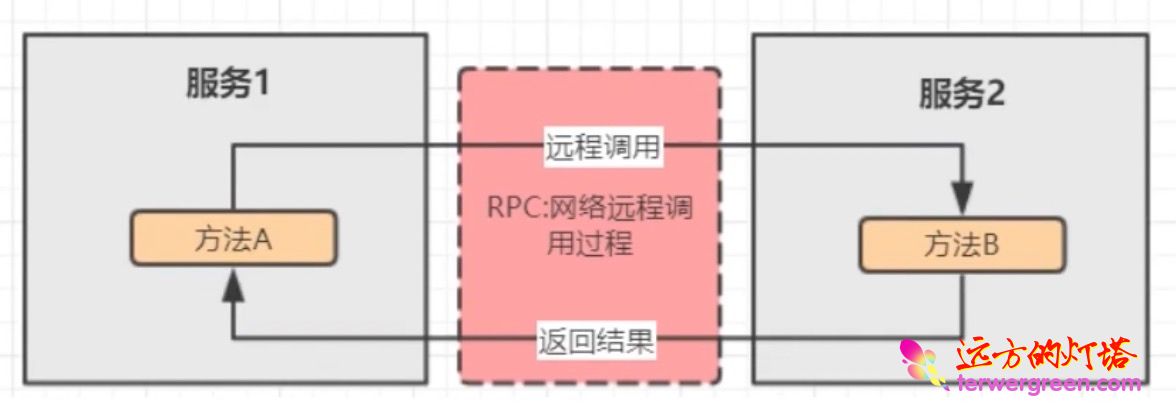 服务1
服务2
远程调用
RPC:网络远程调
用过程
方法A
方法B
返回结果
远方的灯塔
terwergreen.com